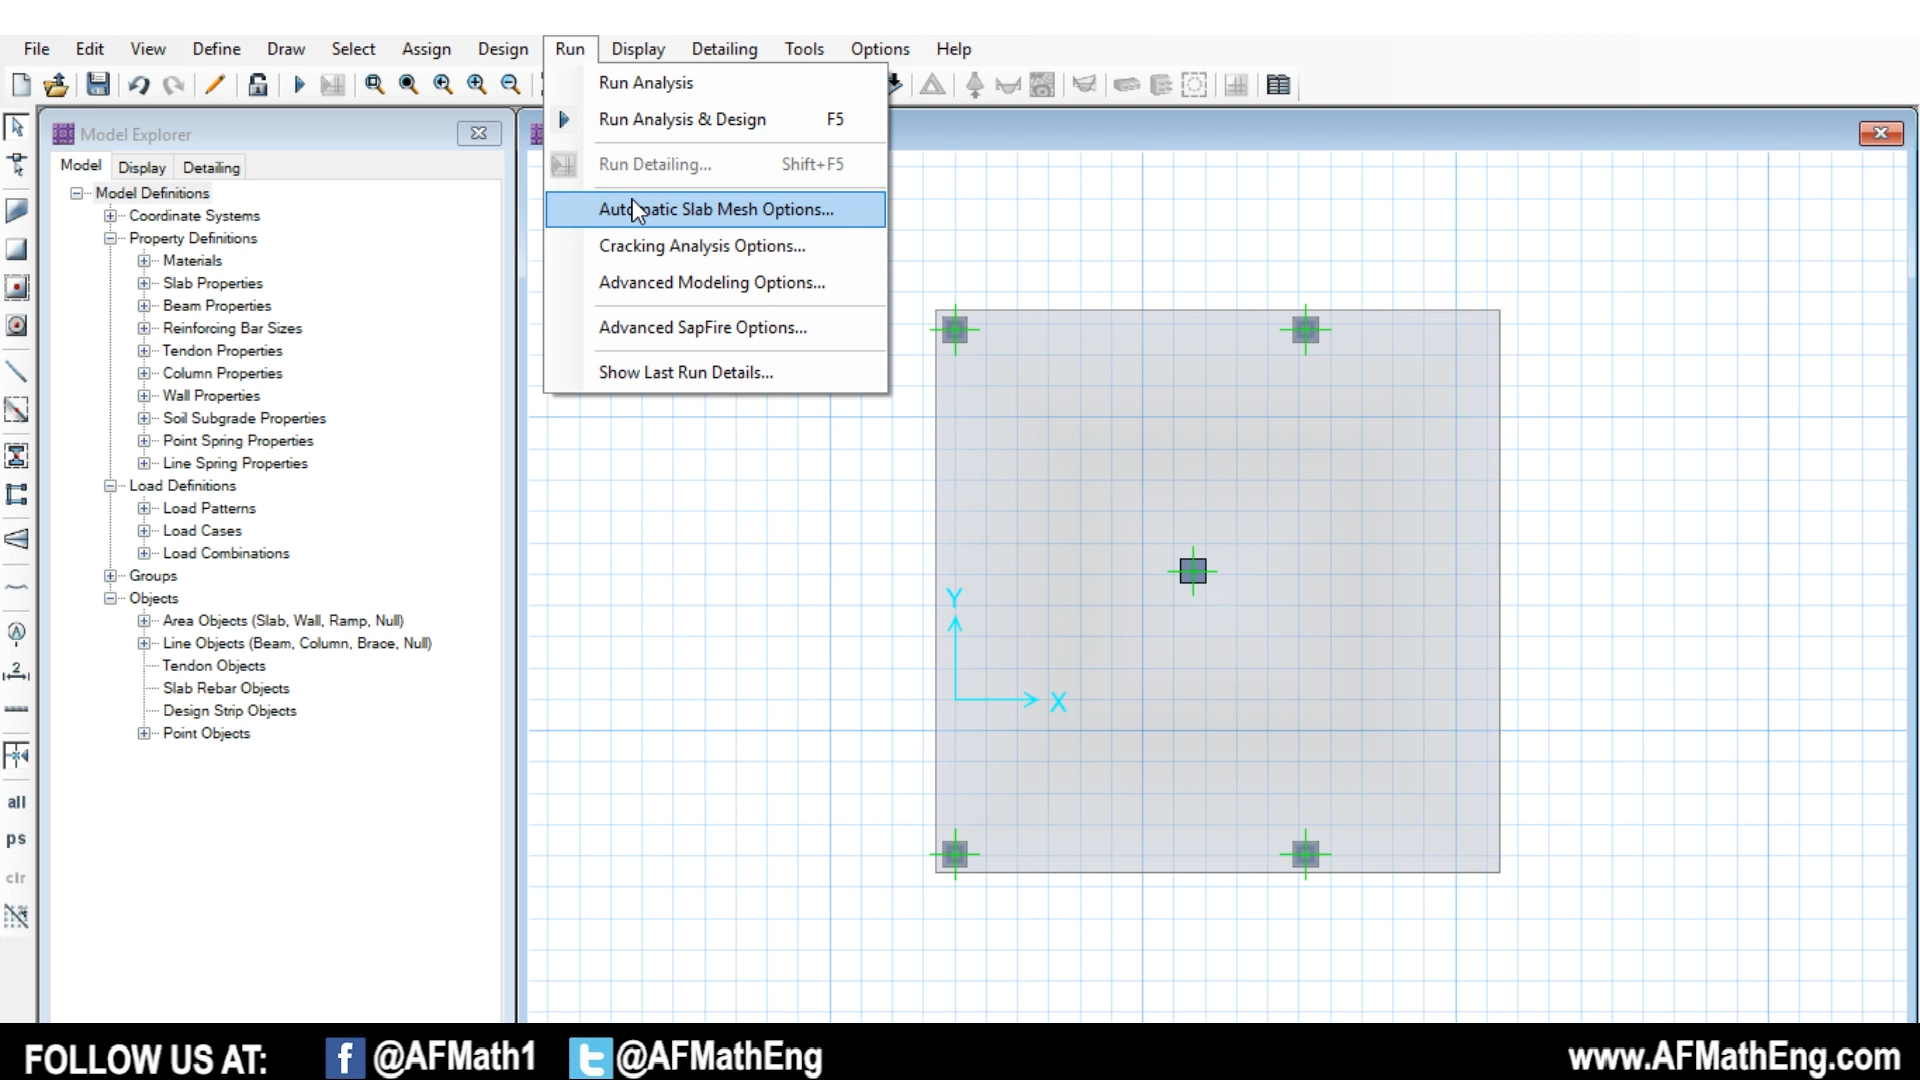 File Edit View Define Draw Select Assign Design Run Display Detailing Tools Options Help
Run Analysis
Run Analysis & Design F5
Run Detailing... Shift+F5
Automatic Slab Mesh Options...
Cracking Analysis Options...
Advanced Modeling Options...
Advanced SapFire Options...
Show Last Run Details...
Model Explorer
Model Display Detailing
Model Definitions
Coordinate Systems
Property Definitions
Materials
Slab Properties
Beam Properties
Reinforcing Bar Sizes
Tendon Properties
Column Properties
Wall Properties
Soil Subgrade Properties
Point Spring Properties
Line Spring Properties
Load Definitions
Load Patterns
Load Cases
Load Combinations
Groups
Objects
Area Objects (Slab, Wall, Ramp, Null)
Line Objects (Beam, Column, Brace, Null)
Tendon Objects
Slab Rebar Objects
Design Strip Objects
Point Objects
A
2
all
ps
clr
Y
X
FOLLOW US AT: f @AFMath1 t @AFMathEng www.AFMathEng.com